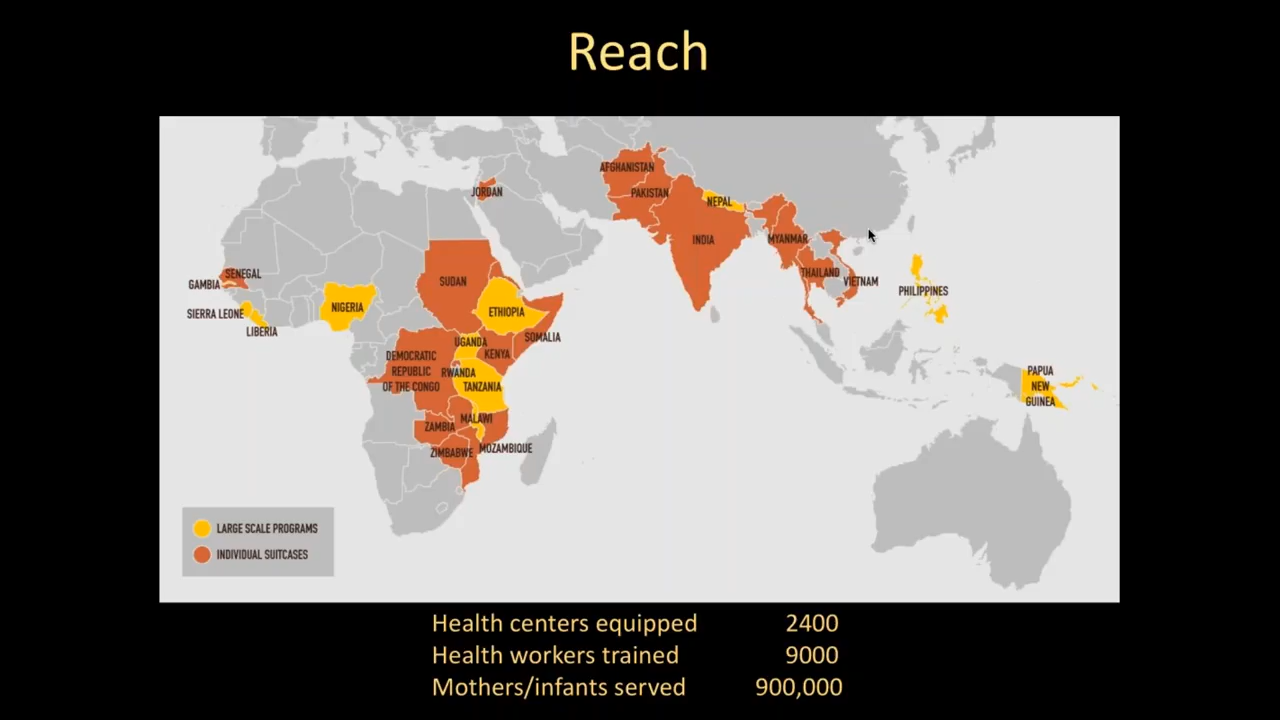 Reach
AFGHANISTAN
JORDAN
PAKISTAN
NEPAL
INDIA
MYANMAR
THAILAND
VIETNAM
PHILIPPINES
SENEGAL
GAMBIA
SUDAN
NIGERIA
SIERRA LEONE
LIBERIA
ETHIOPIA
SOMALIA
UGANDA
KENYA
DEMOCRATIC
REPUBLIC
OF THE CONGO
RWANDA
TANZANIA
PAPUA
NEW
GUINEA
MALAWI
ZAMBIA
MOZAMBIQUE
ZIMBABWE
LARGE SCALE PROGRAMS
INDIVIDUAL SUITCASES
Health centers equipped 2400
Health workers trained 9000
Mothers/infants served 900,000